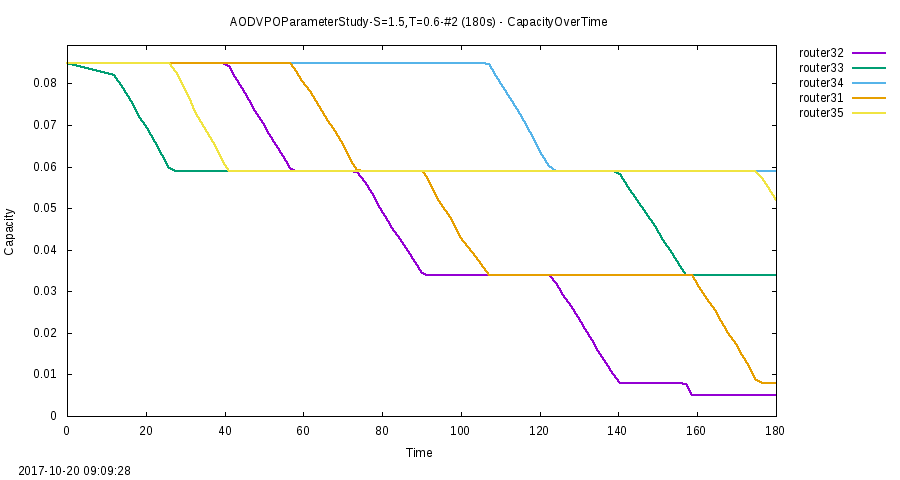 AODVPOParameterStudy-S=1.5,T=0.6-#2 (180s) - CapacityOverTime
router32
router33
router34
router31
router35
0.08
0.07
0.06
0.05
0.04
0.03
0.02
0.01
0
Capacity
0 20 40 60 80 100 120 140 160 180
Time
2017-10-20 09:09:28